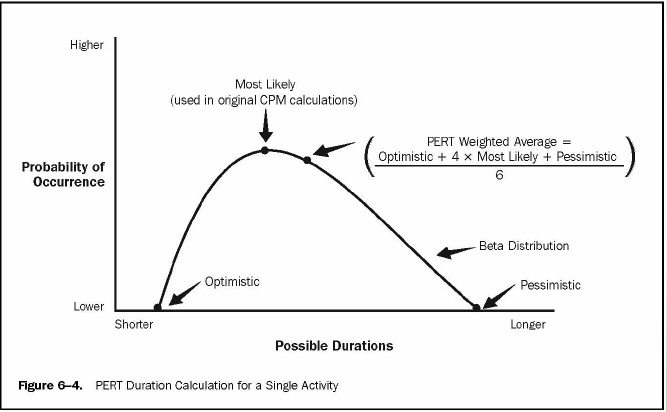 Higher
Most Likely
(used in original CPM calculations)
PERT Weighted Average =
Optimistic + 4 × Most Likely + Pessimistic
6
Probability of
Occurrence
Beta Distribution
Optimistic
Pessimistic
Lower
Shorter
Longer
Possible Durations
Figure 6–4. PERT Duration Calculation for a Single Activity